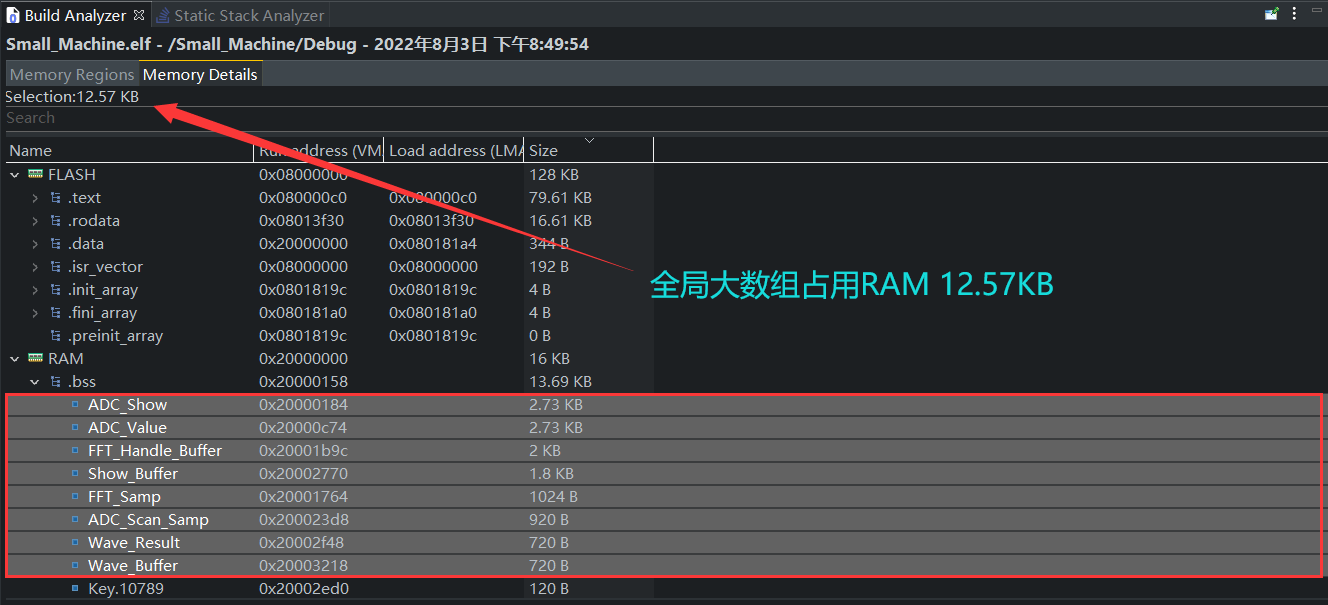 Build Analyzer Static Stack Analyzer
Small_Machine.elf - /Small_Machine/Debug - 2022年8月3日 下午8:49:54
Memory Regions Memory Details
Selection:12.57 KB
Search
Name Run address (VM Load address (LMA Size
FLASH 0x08000000 128 KB
.text 0x080000c0 0x080000c0 79.61 KB
.rodata 0x08013f30 0x08013f30 16.61 KB
.data 0x20000000 0x080181a4 344 B
.isr_vector 0x08000000 0x08000000 192 B
全局大数组占用RAM 12.57KB
.init_array 0x0801819c 0x0801819c 4 B
.fini_array 0x080181a0 0x080181a0 4 B
.preinit_array 0x0801819c 0x0801819c 0 B
RAM 0x20000000 16 KB
.bss 0x20000158 13.69 KB
ADC_Show 0x20000184 2.73 KB
ADC_Value 0x20000c74 2.73 KB
FFT_Handle_Buffer 0x20001b9c 2 KB
Show_Buffer 0x20002770 1.8 KB
FFT_Samp 0x20001764 1024 B
ADC_Scan_Samp 0x200023d8 920 B
Wave_Result 0x20002f48 720 B
Wave_Buffer 0x20003218 720 B
Key.10789 0x20002ed0 120 B